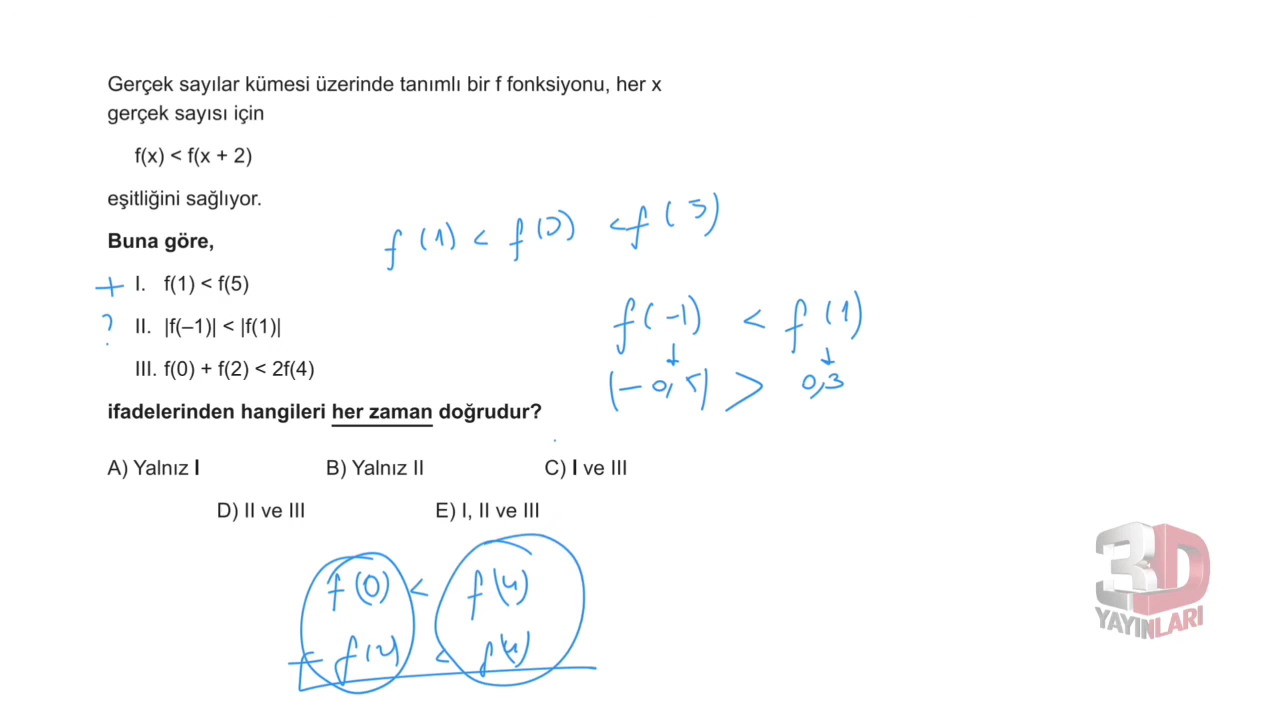 Gerçek sayılar kümesi üzerinde tanımlı bir f fonksiyonu, her x
gerçek sayısı için
f(x) < f(x + 2)
eşitliğini sağlıyor.
f(1) < f(3) < f(5)
Buna göre,
+ I. f(1) < f(5)
? II. |f(–1)| < |f(1)|
III. f(0) + f(2) < 2f(4)
f(-1) < f(1)
|-0,5| > 0,3
ifadelerinden hangileri her zaman doğrudur?
A) Yalnız I B) Yalnız II C) I ve III
D) II ve III E) I, II ve III
f(0) < f(4)
+ f(2) < f(4)
3D
YAYINLARI